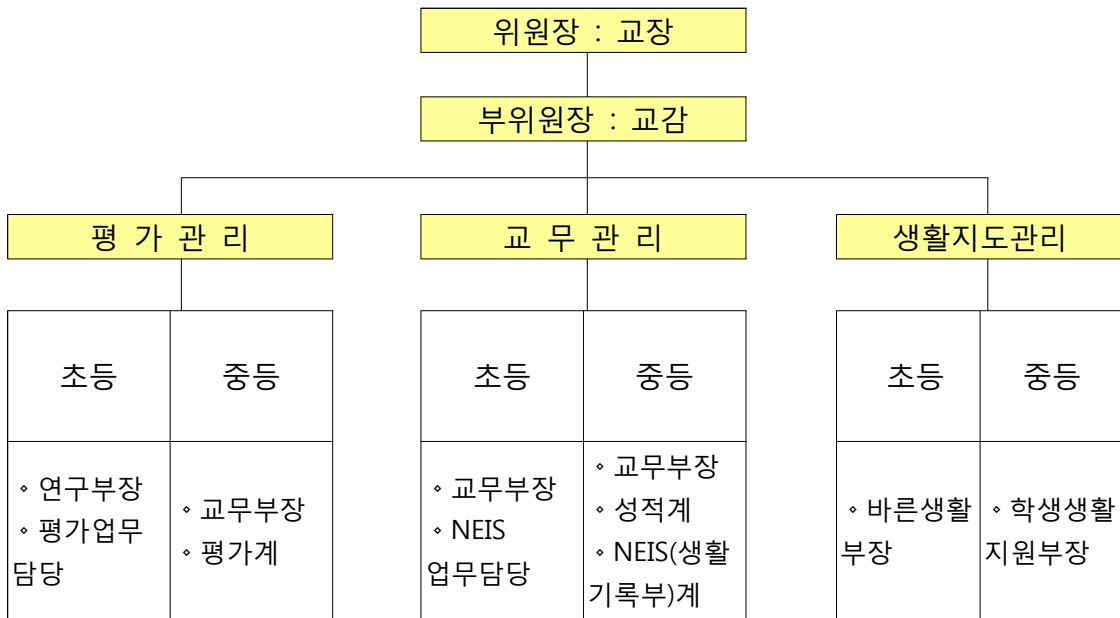 위원장 : 교장
부위원장 : 교감
평 가 관 리
교 무 관 리
생활지도관리
초등
중등
초등
중등
초등
중등
∘ 연구부장
∘ 평가업무
담당
∘ 교무부장
∘ 평가계
∘ 교무부장
∘ NEIS
업무담당
∘ 교무부장
∘ 성적계
∘ NEIS(생활
기록부)계
∘ 바른생활
부장
∘ 학생생활
지원부장